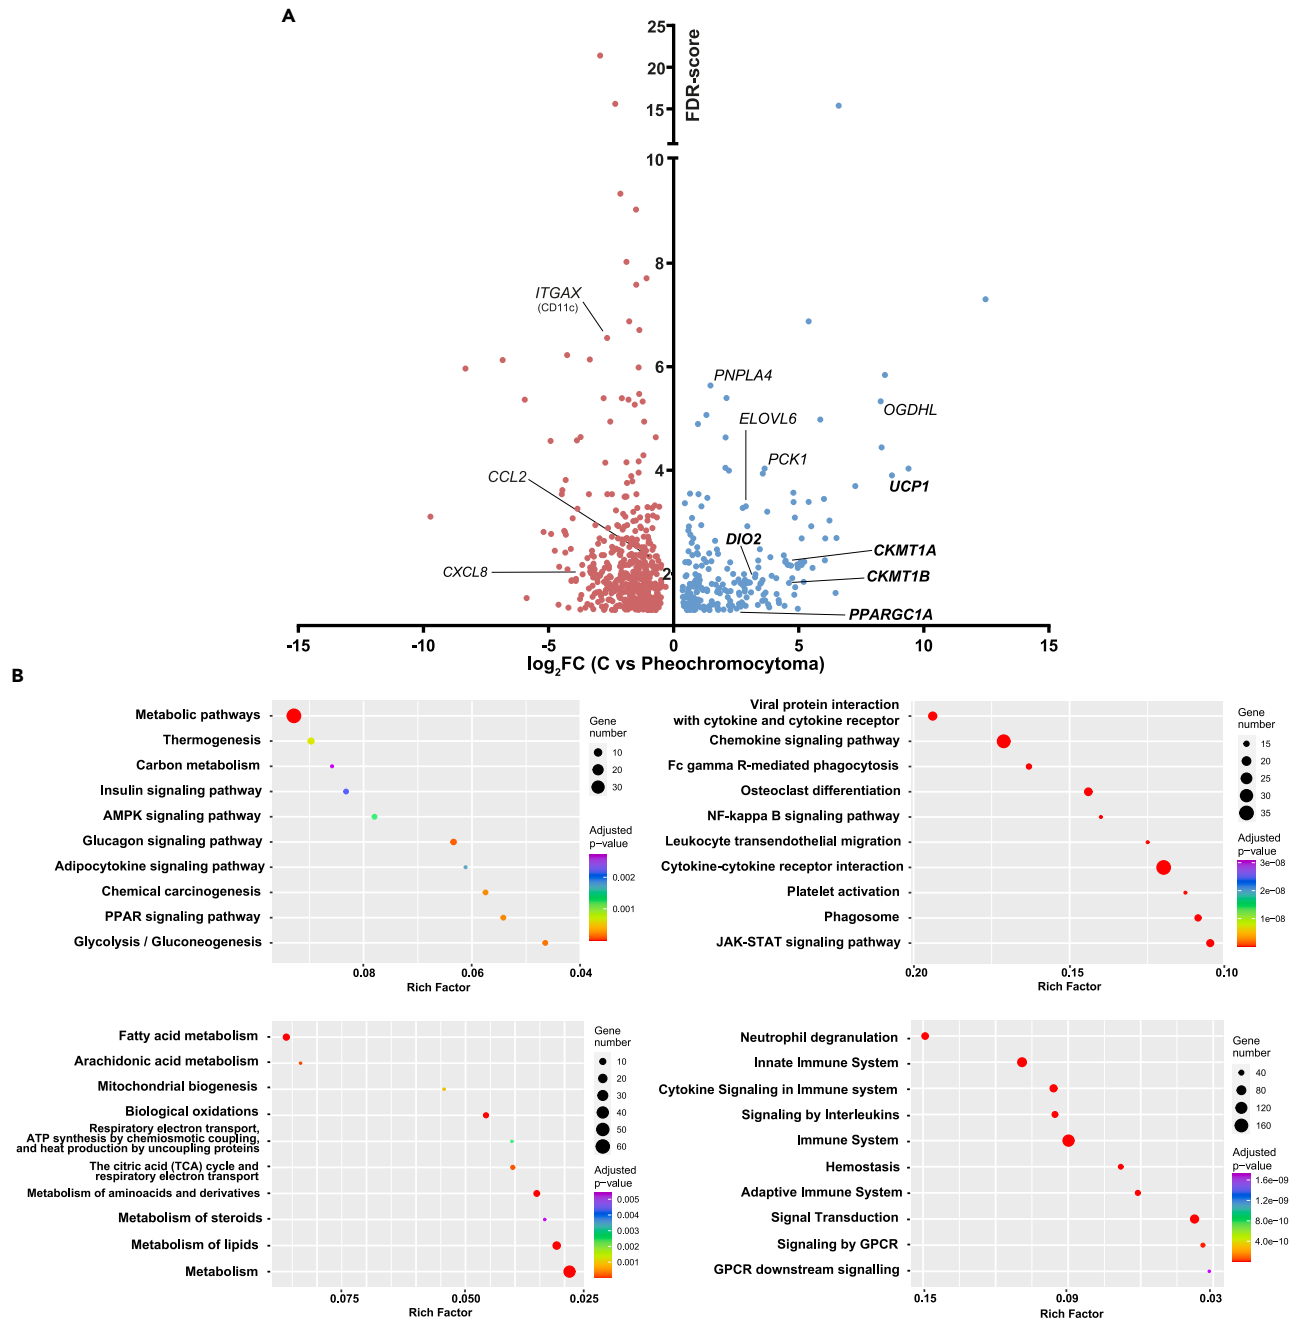 A
25
20
15
10
8
6
4
2
FDR-score
ITGAX
(CD11c)
PNPLA4
OGDHL
ELOVL6
PCK1
CCL2
UCP1
DIO2
CKMT1A
CXCL8
CKMT1B
PPARGC1A
-15
-10
-5
0
5
10
15
log2FC (C vs Pheochromocytoma)
B
Metabolic pathways
Thermogenesis
Carbon metabolism
Insulin signaling pathway
AMPK signaling pathway
Glucagon signaling pathway
Adipocytokine signaling pathway
Chemical carcinogenesis
PPAR signaling pathway
Glycolysis / Gluconeogenesis
0.08
0.06
0.04
Rich Factor
Gene
number
10
20
30
Adjusted
p-value
0.002
0.001
Viral protein interaction
with cytokine and cytokine receptor
Chemokine signaling pathway
Fc gamma R-mediated phagocytosis
Osteoclast differentiation
NF-kappa B signaling pathway
Leukocyte transendothelial migration
Cytokine-cytokine receptor interaction
Platelet activation
Phagosome
JAK-STAT signaling pathway
0.20
0.15
0.10
Rich Factor
Gene
number
15
20
25
30
35
Adjusted
p-value
3e-08
2e-08
1e-08
Fatty acid metabolism
Arachidonic acid metabolism
Mitochondrial biogenesis
Biological oxidations
Respiratory electron transport,
ATP synthesis by chemiosmotic coupling,
and heat production by uncoupling proteins
The citric acid (TCA) cycle and
respiratory electron transport
Metabolism of aminoacids and derivatives
Metabolism of steroids
Metabolism of lipids
Metabolism
0.075
0.050
0.025
Rich Factor
Gene
number
10
20
30
40
50
60
Adjusted
p-value
0.005
0.004
0.003
0.002
0.001
Neutrophil degranulation
Innate Immune System
Cytokine Signaling in Immune system
Signaling by Interleukins
Immune System
Hemostasis
Adaptive Immune System
Signal Transduction
Signaling by GPCR
GPCR downstream signalling
0.15
0.09
0.03
Rich Factor
Gene
number
40
80
120
160
Adjusted
p-value
1.6e-09
1.2e-09
8.0e-10
4.0e-10